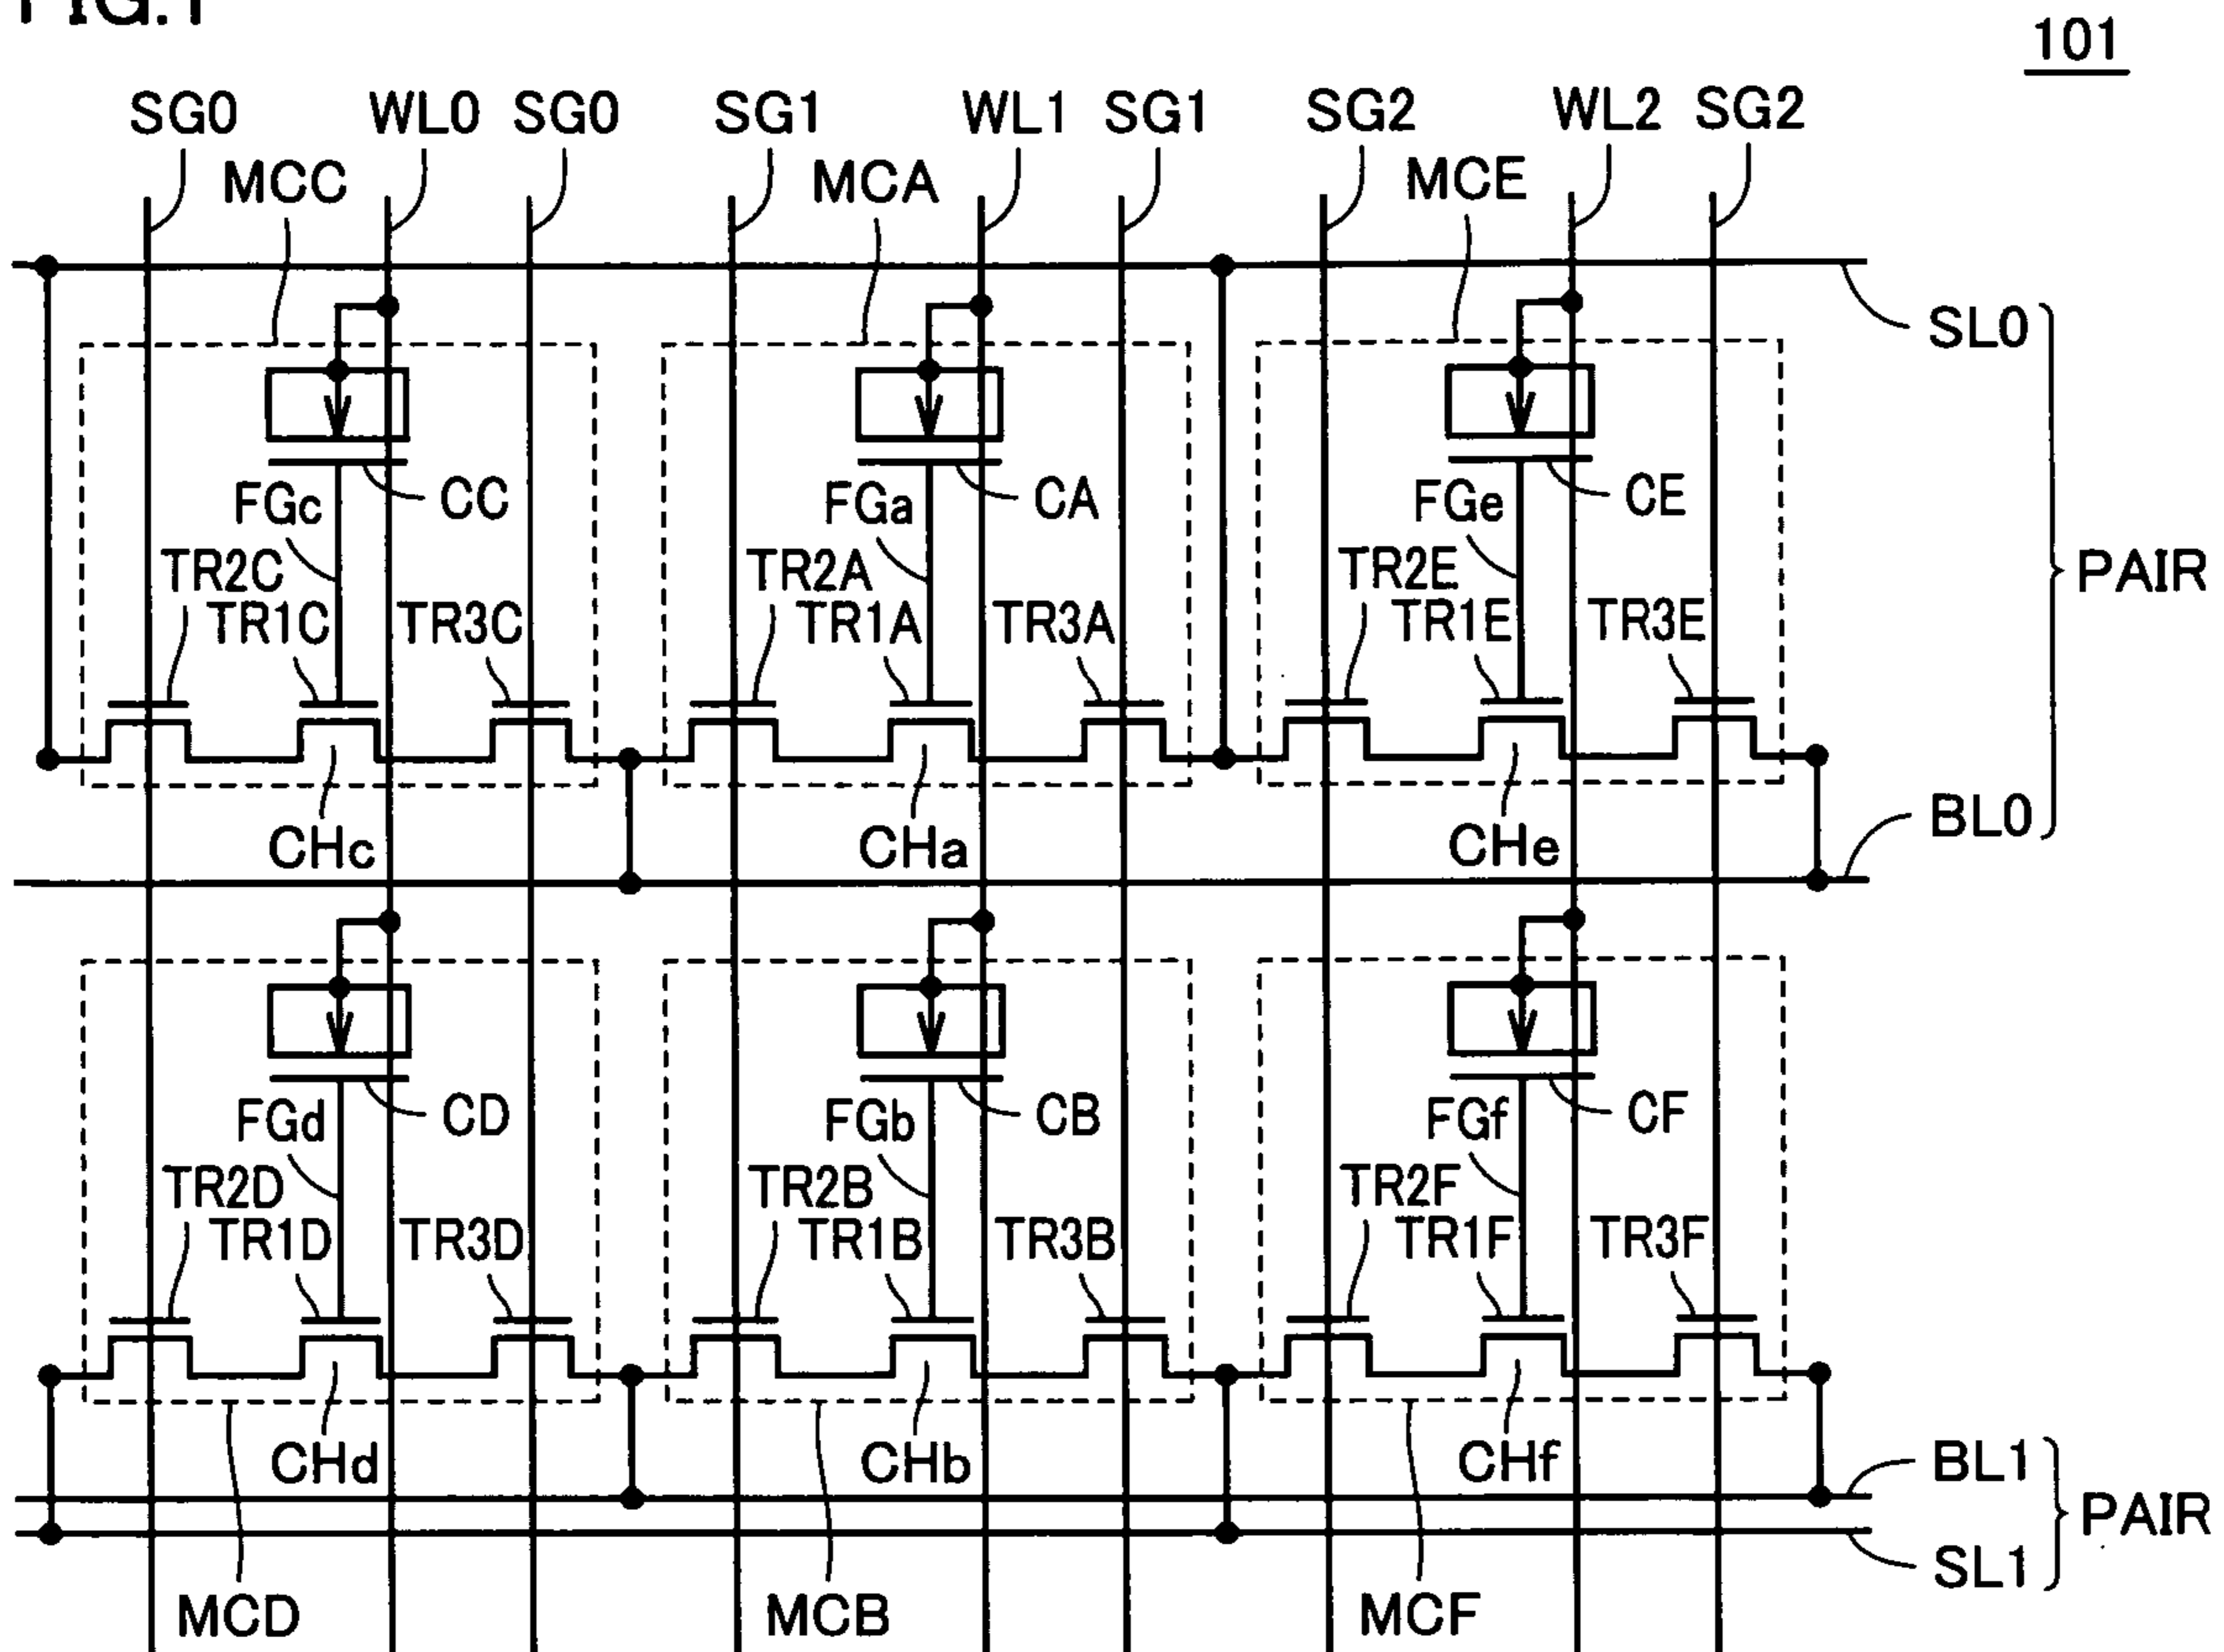 FIG.1
101
SG0 WL0 SG0 SG1 WL1 SG1 SG2 WL2 SG2
MCC MCA MCE
SL0
FGc CC FGa CA FGe CE
TR2C TR2A TR2E PAIR
TR1C TR3C TR1A TR3A TR1E TR3E
BL0
CHc CHa CHe
FGd CD FGb CB FGf CF
TR2D TR2B TR2F
TR1D TR3D TR1B TR3B TR1F TR3F
CHd CHb CHf BL1
PAIR
SL1
MCD MCB MCF